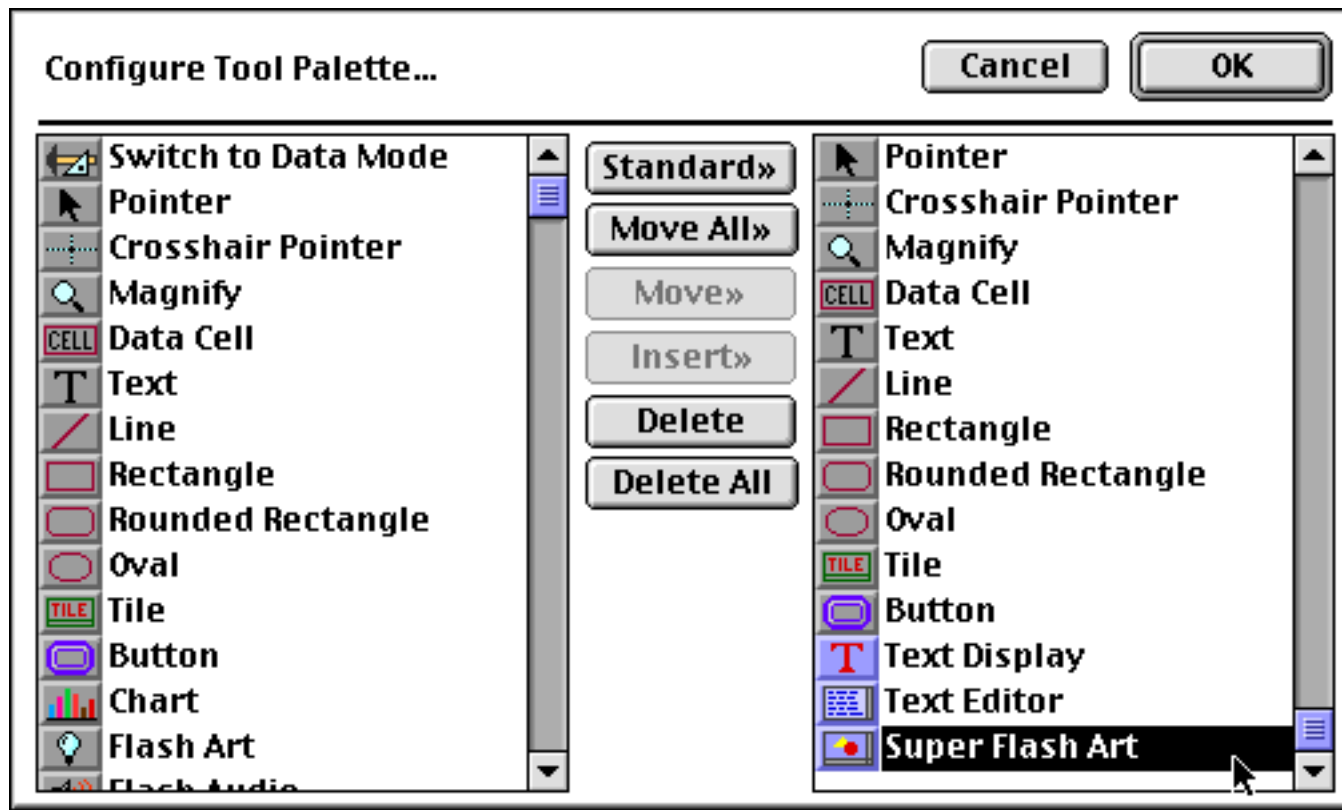 Configure Tool Palette...
Cancel
OK
Switch to Data Mode
Pointer
Crosshair Pointer
Magnify
CELL Data Cell
T Text
Line
Rectangle
Rounded Rectangle
Oval
TILE Tile
Button
Chart
Flash Art
Flash Audio
Standard»
Move All»
Move»
Insert»
Delete
Delete All
Pointer
Crosshair Pointer
Magnify
CELL Data Cell
T Text
Line
Rectangle
Rounded Rectangle
Oval
TILE Tile
Button
T Text Display
Text Editor
Super Flash Art